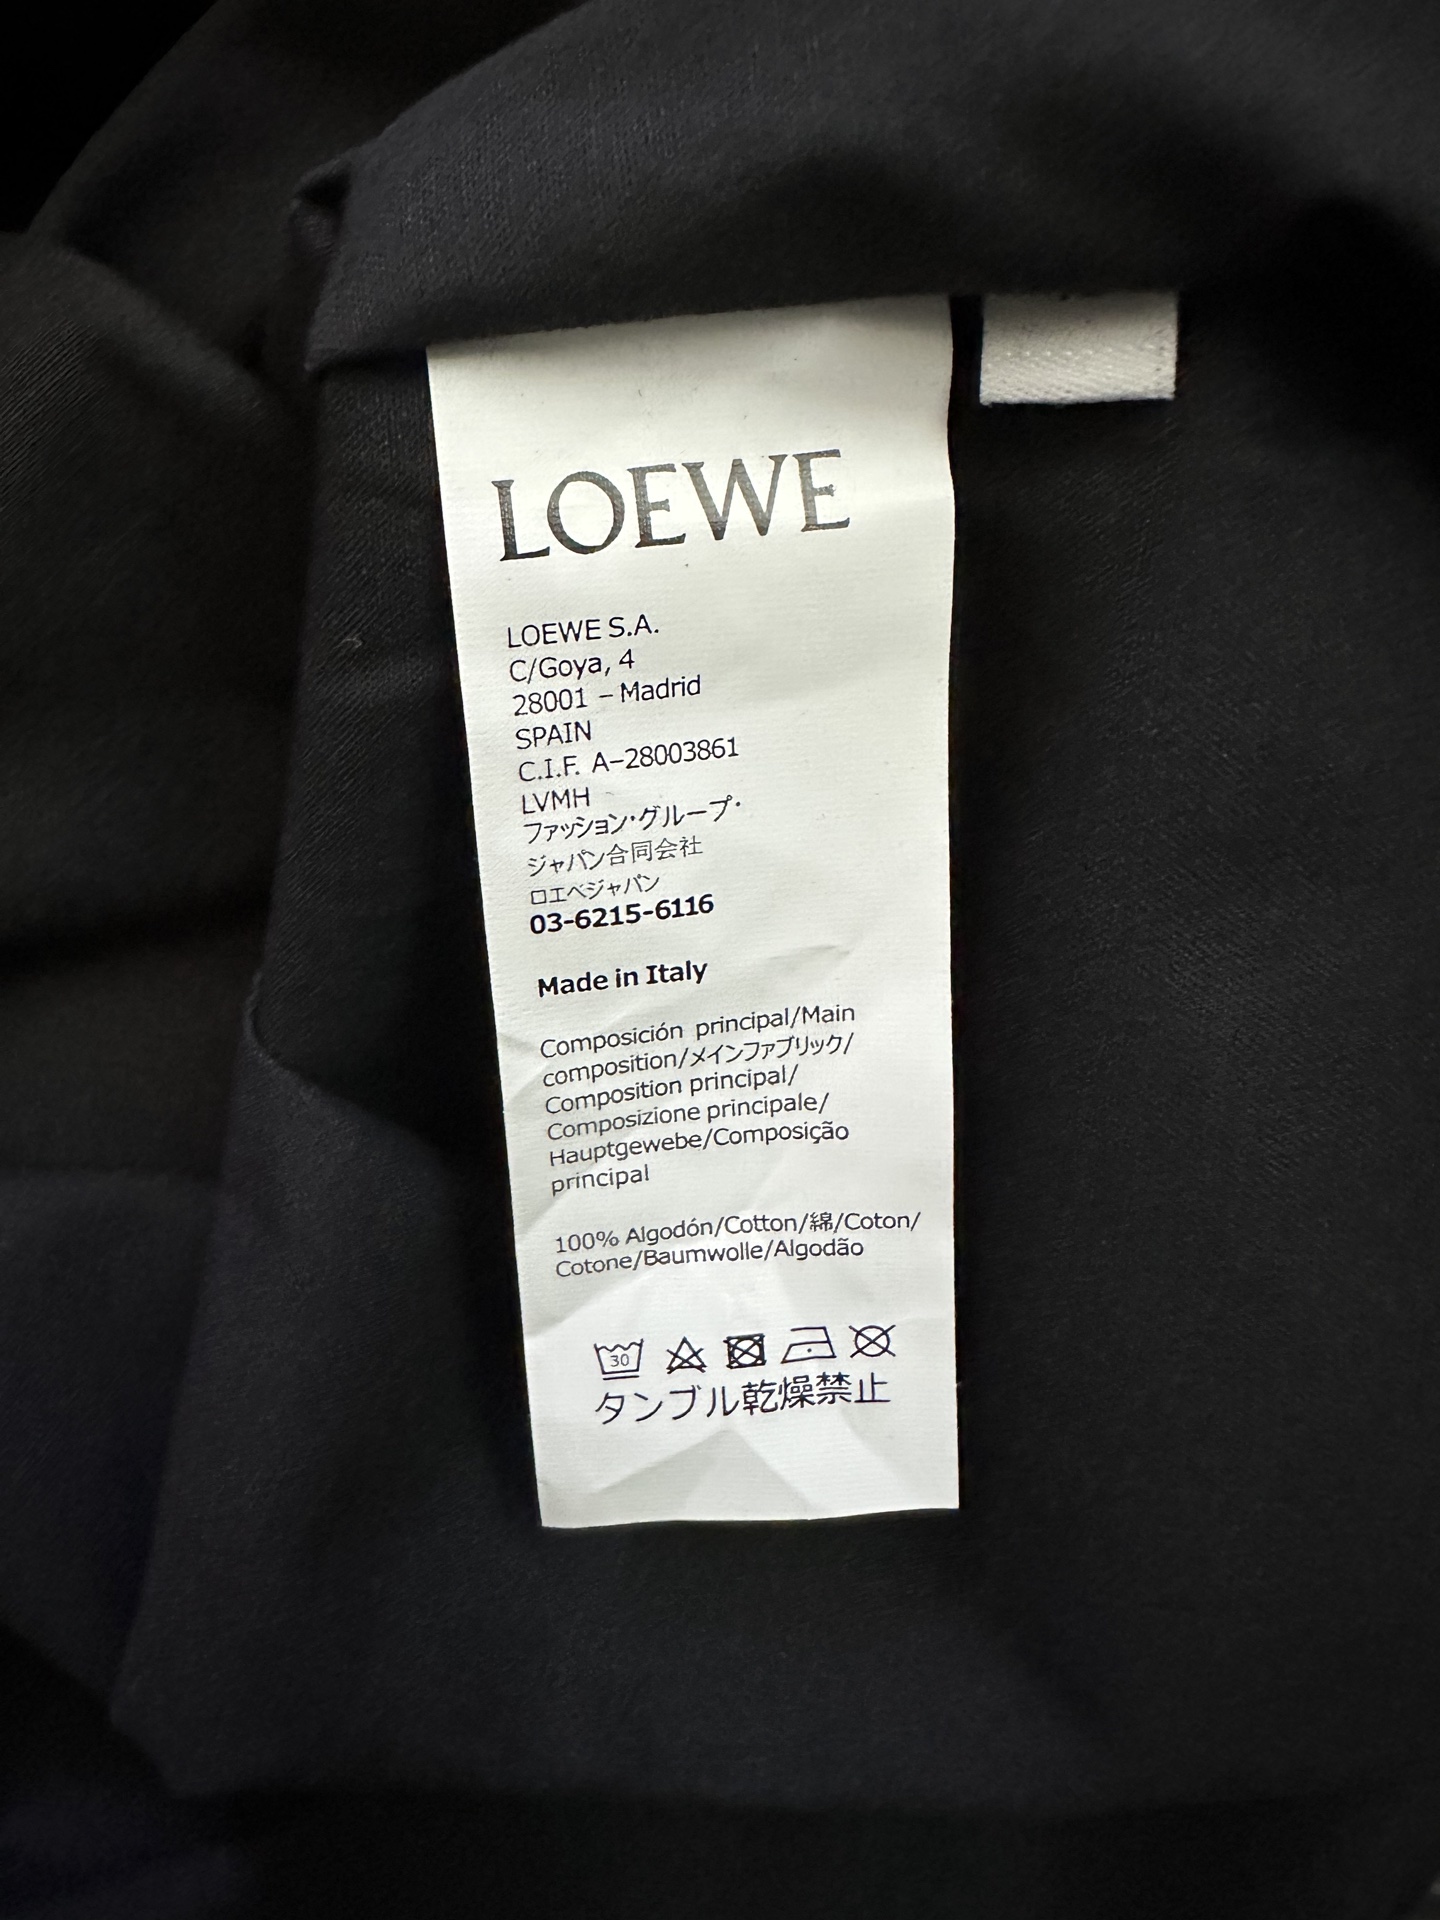 LOEWE
LOEWE S.A.
C/Goya, 4
28001 – Madrid
SPAIN
C.I.F. A–28003861
LVMH
ファッション・グループ・
ジャパン合同会社
ロエベジャパン
03-6215-6116
Made in Italy
Composición principal/Main
composition/メインファブリック/
Composition principal/
Composizione principale/
Hauptgewebe/Composição
principal
100% Algodón/Cotton/綿/Coton/
Cotone/Baumwolle/Algodão
30
タンブル乾燥禁止